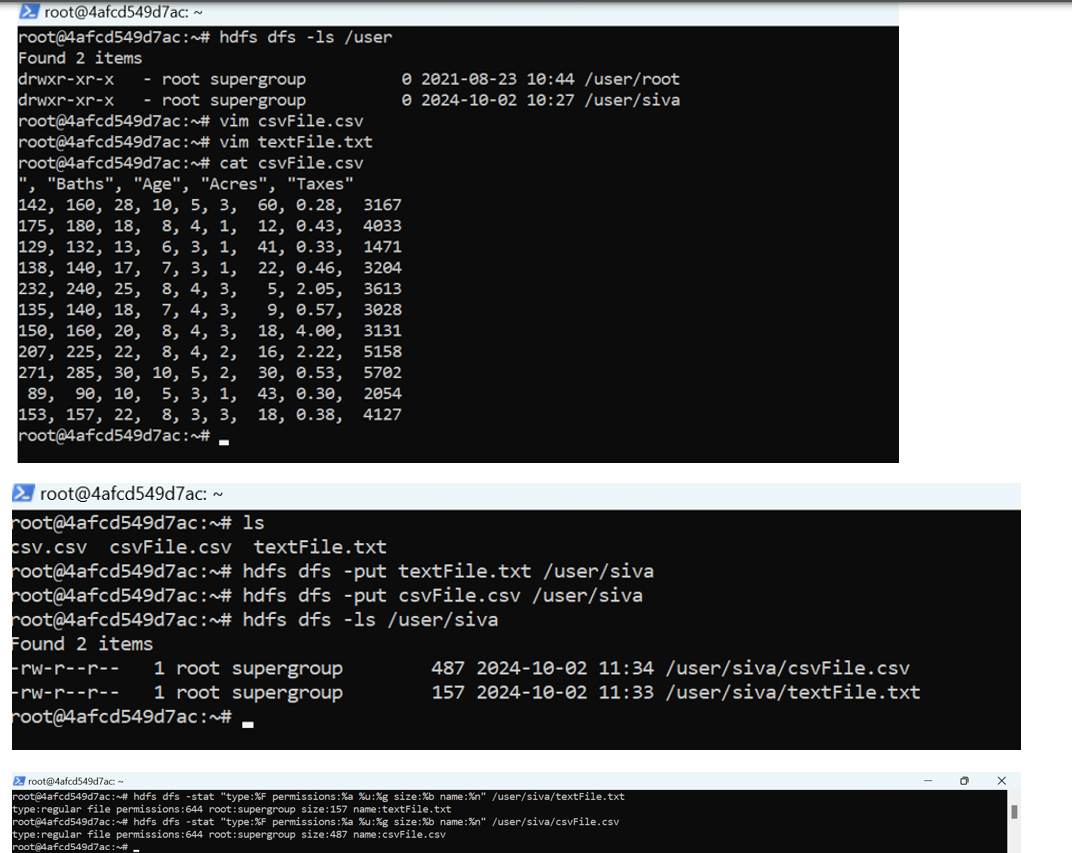 root@4afcd549d7ac: ~
root@4afcd549d7ac:~# hdfs dfs -ls /user
Found 2 items
drwxr-xr-x   - root supergroup          0 2021-08-23 10:44 /user/root
drwxr-xr-x   - root supergroup          0 2024-10-02 10:27 /user/siva
root@4afcd549d7ac:~# vim csvFile.csv
root@4afcd549d7ac:~# vim textFile.txt
root@4afcd549d7ac:~# cat csvFile.csv
", "Baths", "Age", "Acres", "Taxes"
142, 160, 28, 10, 5, 3,  60, 0.28,  3167
175, 180, 18,  8, 4, 1,  12, 0.43,  4033
129, 132, 13,  6, 3, 1,  41, 0.33,  1471
138, 140, 17,  7, 3, 1,  22, 0.46,  3204
232, 240, 25,  8, 4, 3,   5, 2.05,  3613
135, 140, 18,  7, 4, 3,   9, 0.57,  3028
150, 160, 20,  8, 4, 3,  18, 4.00,  3131
207, 225, 22,  8, 4, 2,  16, 2.22,  5158
271, 285, 30, 10, 5, 2,  30, 0.53,  5702
 89,  90, 10,  5, 3, 1,  43, 0.30,  2054
153, 157, 22,  8, 3, 3,  18, 0.38,  4127
root@4afcd549d7ac:~#
root@4afcd549d7ac: ~
root@4afcd549d7ac:~# ls
csv.csv  csvFile.csv  textFile.txt
root@4afcd549d7ac:~# hdfs dfs -put textFile.txt /user/siva
root@4afcd549d7ac:~# hdfs dfs -put csvFile.csv /user/siva
root@4afcd549d7ac:~# hdfs dfs -ls /user/siva
Found 2 items
-rw-r--r--   1 root supergroup        487 2024-10-02 11:34 /user/siva/csvFile.csv
-rw-r--r--   1 root supergroup        157 2024-10-02 11:33 /user/siva/textFile.txt
root@4afcd549d7ac:~#
root@4afcd549d7ac: ~
root@4afcd549d7ac:~# hdfs dfs -stat "type:%F permissions:%a %u:%g size:%b name:%n" /user/siva/textFile.txt
type:regular file permissions:644 root:supergroup size:157 name:textFile.txt
root@4afcd549d7ac:~# hdfs dfs -stat "type:%F permissions:%a %u:%g size:%b name:%n" /user/siva/csvFile.csv
type:regular file permissions:644 root:supergroup size:487 name:csvFile.csv
root@4afcd549d7ac:~#